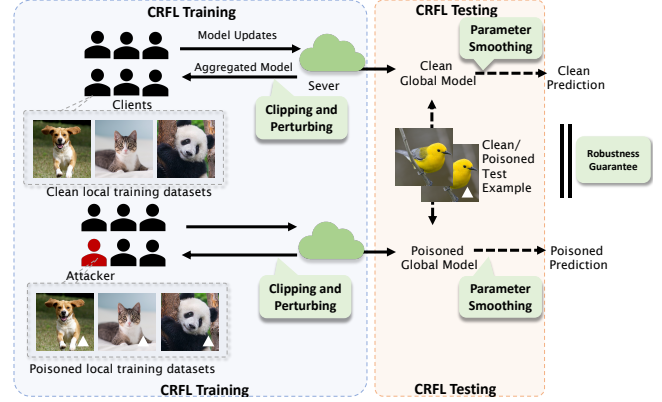 CRFL Training
CRFL Testing
Model Updates
Aggregated Model
Sever
Clients
Clipping and
Perturbing
Clean local training datasets
Parameter
Smoothing
Clean
Global Model
Clean
Prediction
Clean/
Poisoned
Test
Example
Robustness
Guarantee
Attacker
Clipping and
Perturbing
Poisoned local training datasets
Poisoned
Global Model
Poisoned
Prediction
Parameter
Smoothing
CRFL Training
CRFL Testing